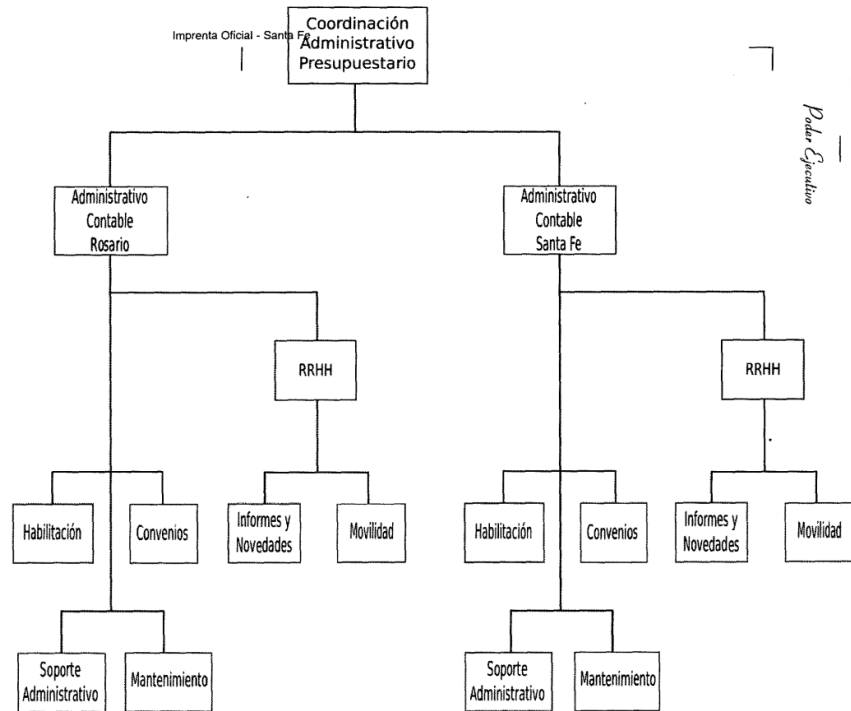 Imprenta Oficial - Santa Fe
Coordinación
Administrativo
Presupuestario
Poder Ejecutivo
Administrativo
Contable
Rosario
Administrativo
Contable
Santa Fe
RRHH
RRHH
Habilitación
Convenios
Informes y
Novedades
Movilidad
Habilitación
Convenios
Informes y
Novedades
Movilidad
Soporte
Administrativo
Mantenimiento
Soporte
Administrativo
Mantenimiento